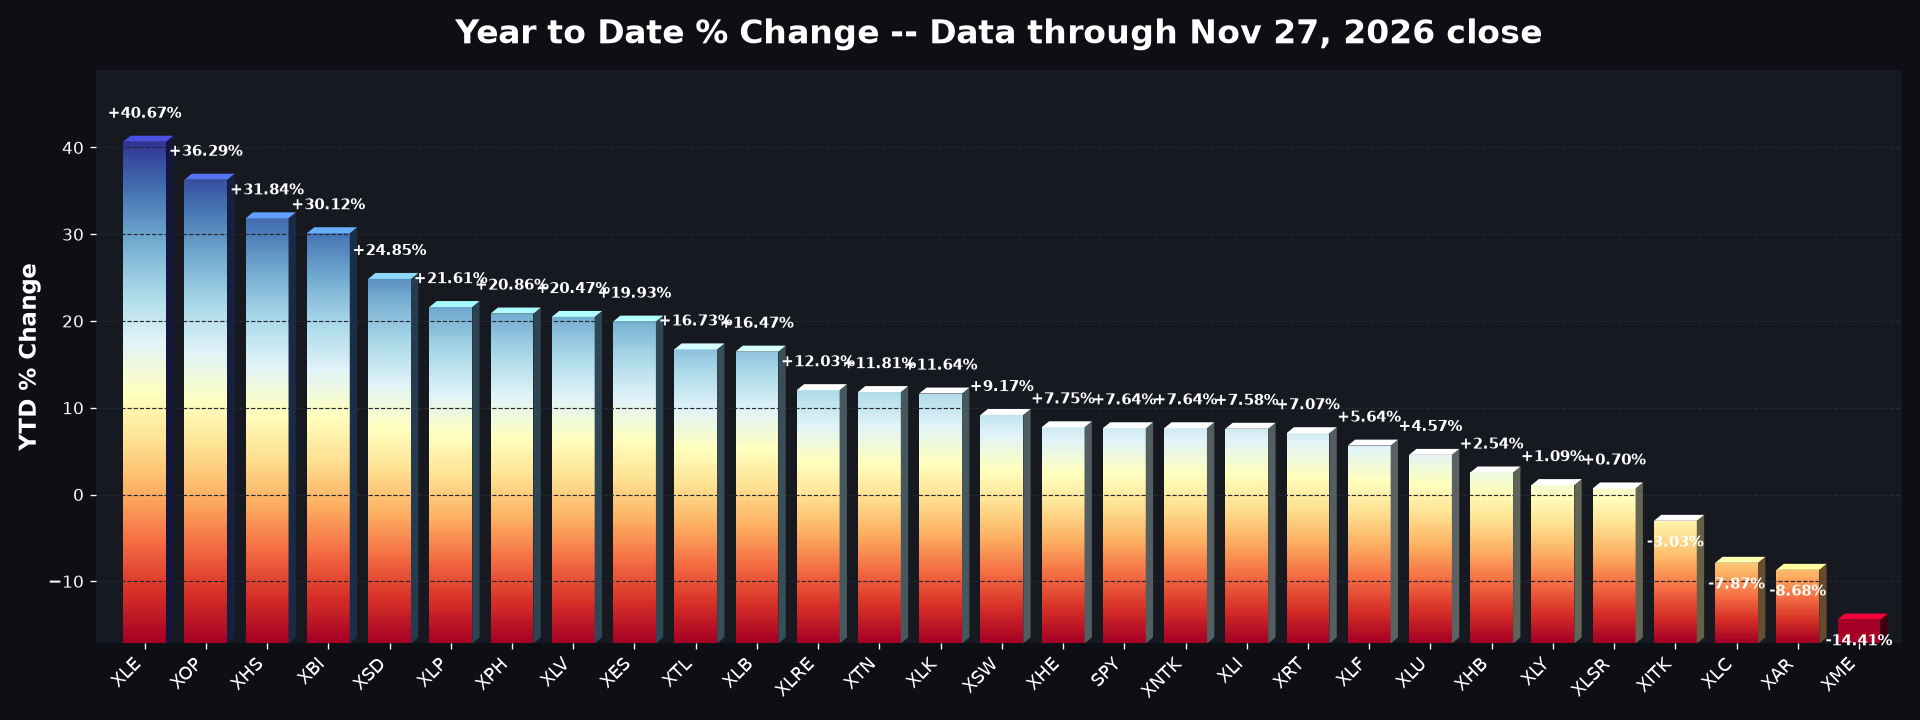 Year to Date % Change -- Data through Nov 27, 2026 close
YTD % Change
40
30
20
10
0
−10
+40.67%
+36.29%
+31.84%
+30.12%
+24.85%
+21.61%
+20.86%
+20.47%
+19.93%
+16.73%
+16.47%
+12.03%
+11.81%
+11.64%
+9.17%
+7.75%
+7.64%
+7.64%
+7.58%
+7.07%
+5.64%
+4.57%
+2.54%
+1.09%
+0.70%
-3.03%
-7.87%
-8.68%
-14.41%
XLE
XOP
XHS
XBI
XSD
XLP
XPH
XLV
XES
XTL
XLB
XLRE
XTN
XLK
XSW
XHE
SPY
XNTK
XLI
XRT
XLF
XLU
XHB
XLY
XLSR
XITK
XLC
XAR
XME